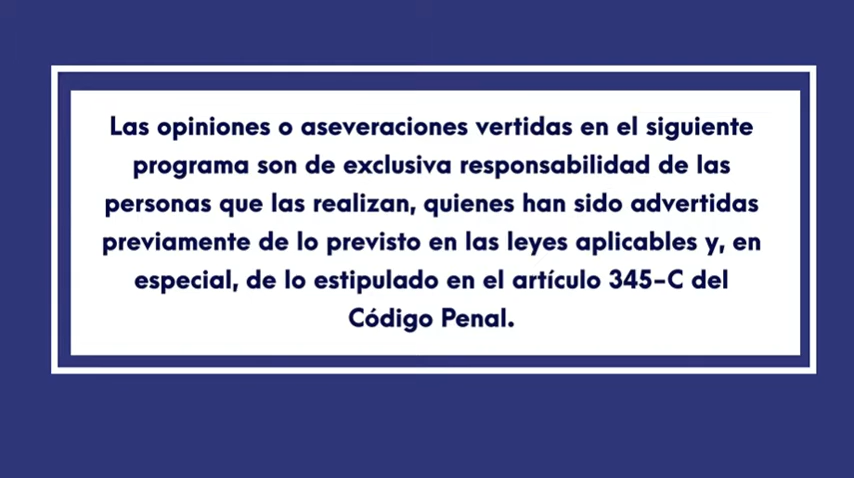 Las opiniones o aseveraciones vertidas en el siguiente
programa son de exclusiva responsabilidad de las
personas que las realizan, quienes han sido advertidas
previamente de lo previsto en las leyes aplicables y, en
especial, de lo estipulado en el artículo 345-C del
Código Penal.